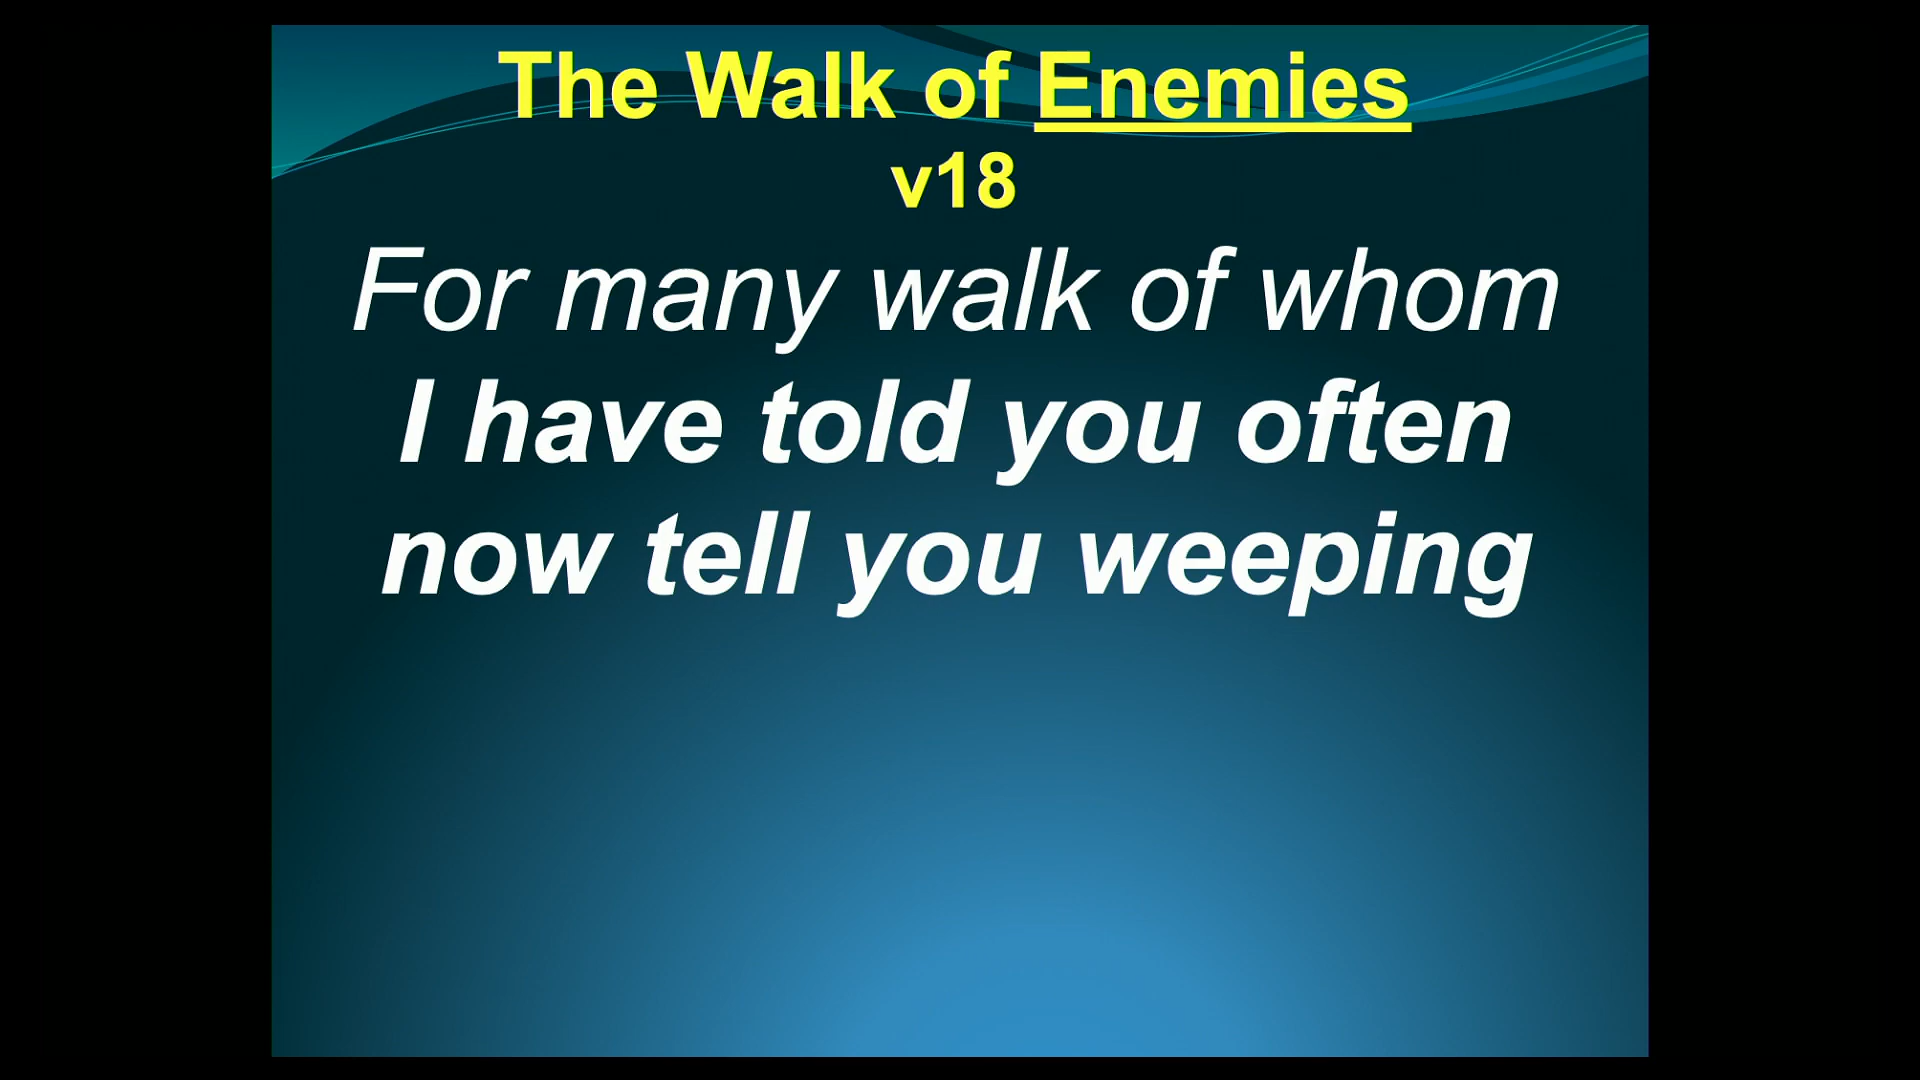 The Walk of Enemies
v18
For many walk of whom
I have told you often
now tell you weeping